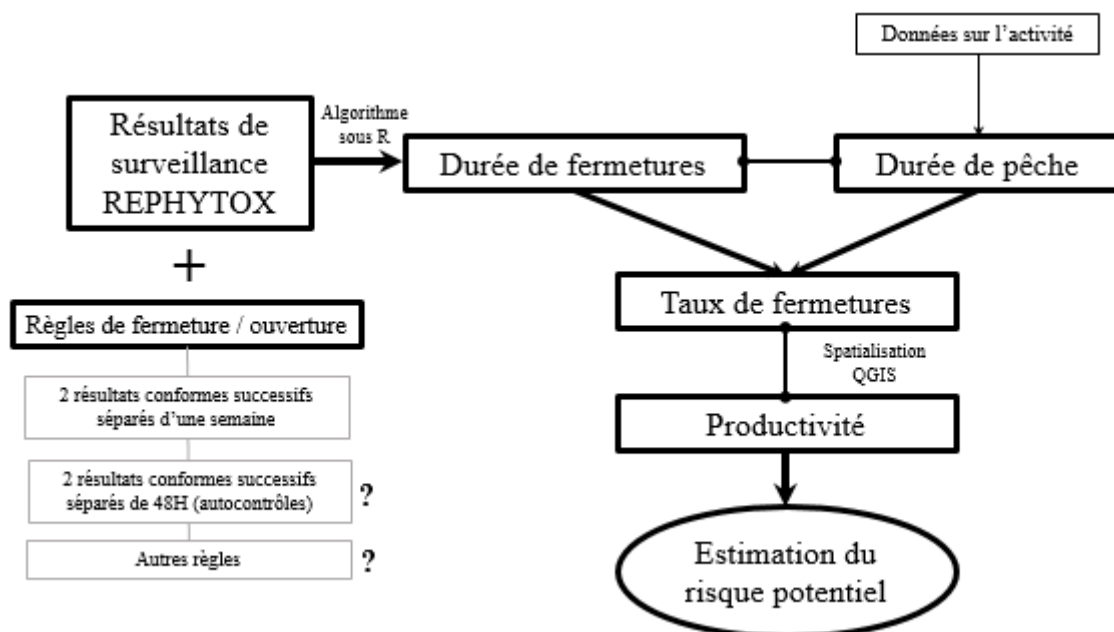 Données sur l'activité
Résultats de
surveillance
REPHYTOX
Algorithme
sous R
Durée de fermetures
Durée de pêche
+
Règles de fermeture / ouverture
Taux de fermetures
Spatialisation
QGIS
2 résultats conformes successifs
séparés d'une semaine
Productivité
2 résultats conformes successifs
séparés de 48H (autocontrôles)
?
Autres règles
?
Estimation du
risque potentiel